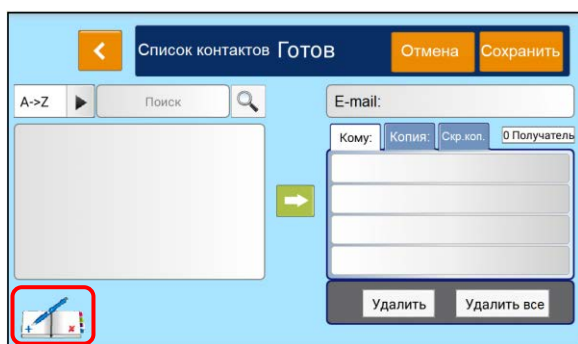 Список контактов Готов
Отмена
Сохранить
A->Z
Поиск
E-mail:
Кому:
Копия:
Скр.коп.
0 Получатель
Удалить
Удалить все